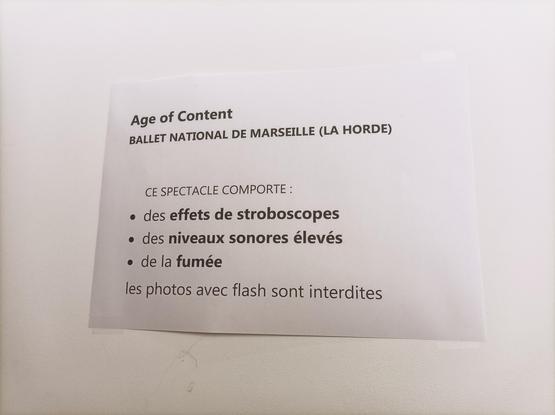 Age of Content
BALLET NATIONAL DE MARSEILLE (LA HORDE)
CE SPECTACLE COMPORTE :
• des effets de stroboscopes
• des niveaux sonores élevés
• de la fumée
les photos avec flash sont interdites